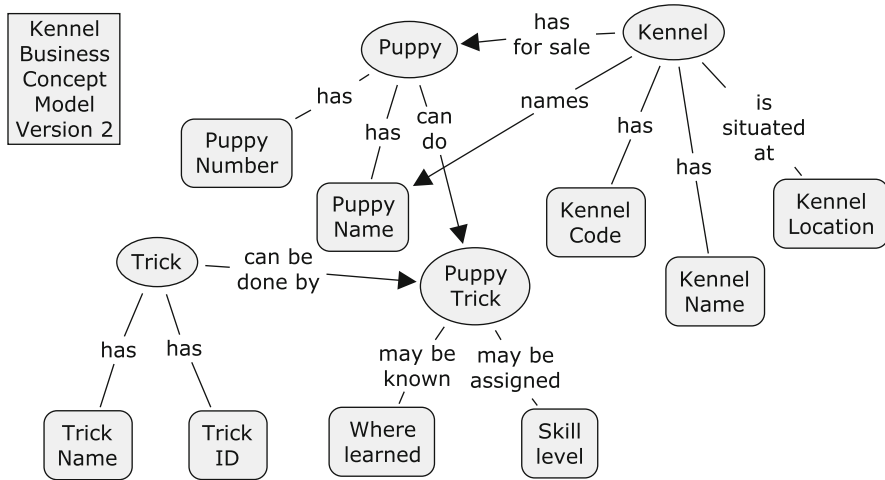 Kennel
Business
Concept
Model
Version 2
Puppy
has
for sale
Kennel
has
Puppy
Number
has
can
do
names
has
has
is
situated
at
Puppy
Name
Kennel
Code
Kennel
Name
Kennel
Location
Trick
can be
done by
Puppy
Trick
has
has
may be
known
may be
assigned
Trick
Name
Trick
ID
Where
learned
Skill
level